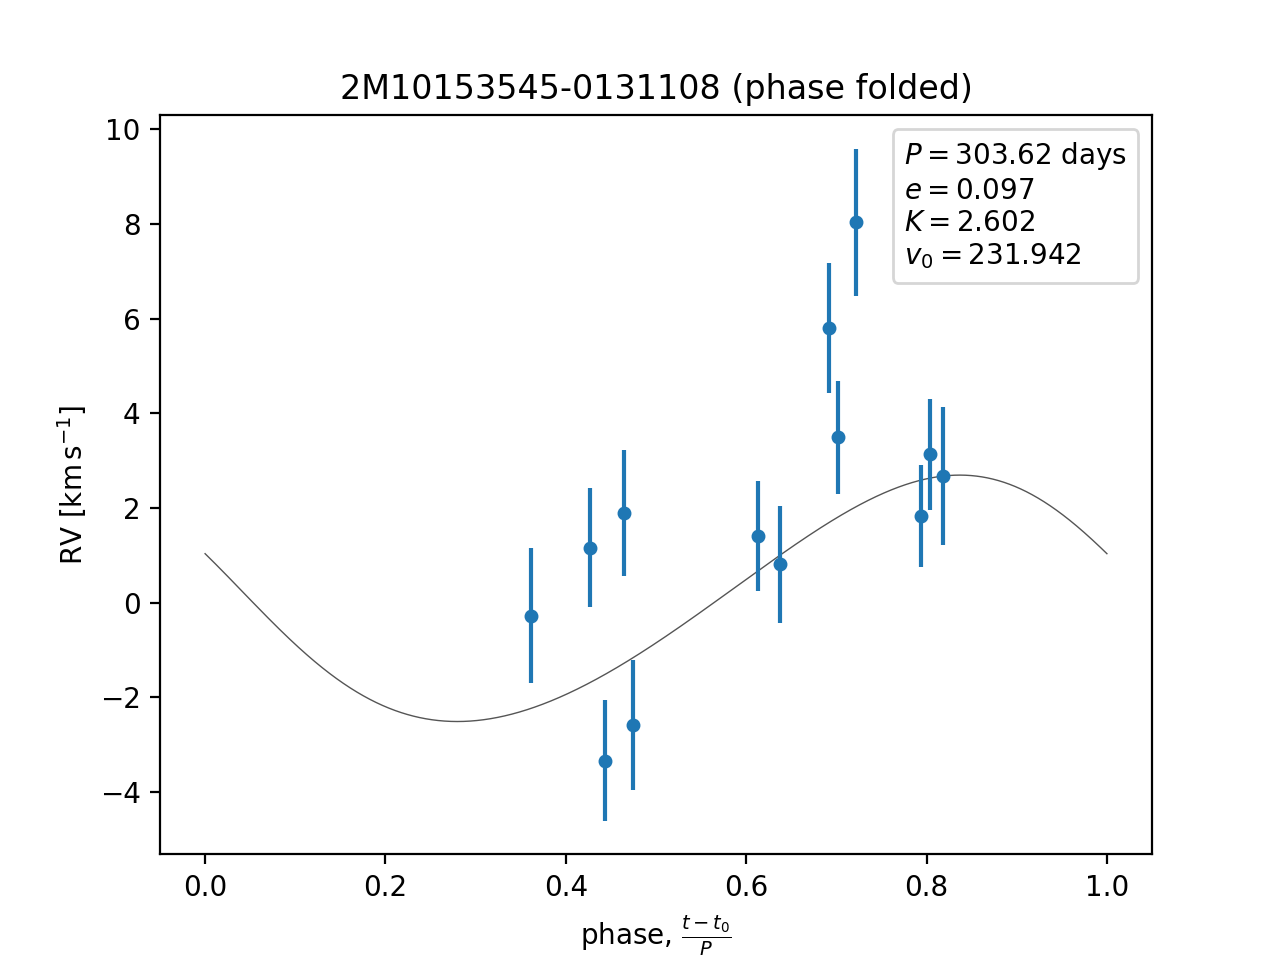 2M10153545-0131108 (phase folded)
P = 303.62 days
e = 0.097
K = 2.602
v₀ = 231.942
RV [km s⁻¹]
10
8
6
4
2
0
−2
−4
0.0 0.2 0.4 0.6 0.8 1.0
phase, (t − t₀)/P